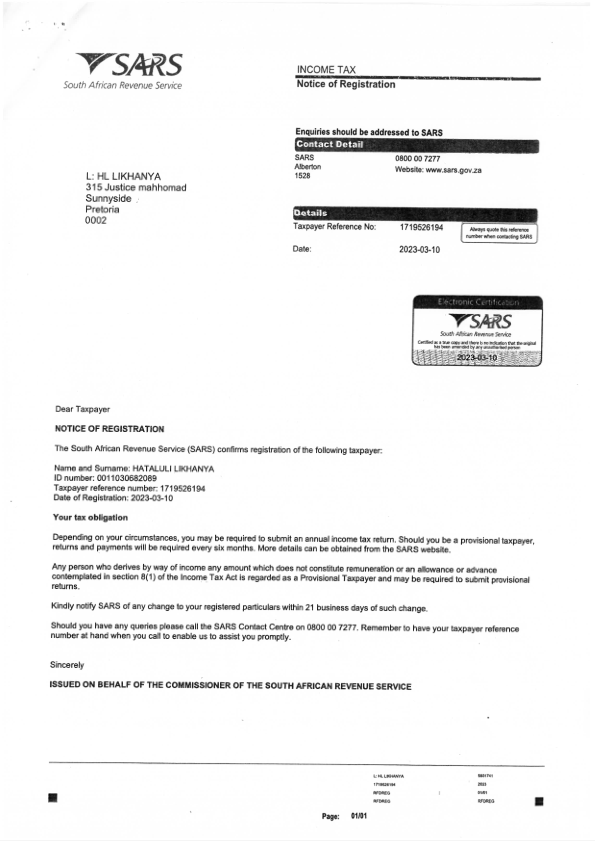 SARS
South African Revenue Service
INCOME TAX
Notice of Registration
Enquiries should be addressed to SARS
Contact Detail
SARS
Alberton
1528
0800 00 7277
Website: www.sars.gov.za
L: HL LIKHANYA
315 Justice mahhomad
Sunnyside
Pretoria
0002
Details
Taxpayer Reference No: 1719526194
Always quote this reference
number when contacting SARS
Date: 2023-03-10
Electronic Certification
SARS
South African Revenue Service
Certified as a true copy and there is no indication that the original
has been amended by any unauthorised person
2023-03-10
Dear Taxpayer
NOTICE OF REGISTRATION
The South African Revenue Service (SARS) confirms registration of the following taxpayer:
Name and Surname: HATALULI LIKHANYA
ID number: 0011030682089
Taxpayer reference number: 1719526194
Date of Registration: 2023-03-10
Your tax obligation
Depending on your circumstances, you may be required to submit an annual income tax return. Should you be a provisional taxpayer,
returns and payments will be required every six months. More details can be obtained from the SARS website.
Any person who derives by way of income any amount which does not constitute remuneration or an allowance or advance
contemplated in section 8(1) of the Income Tax Act is regarded as a Provisional Taxpayer and may be required to submit provisional
returns.
Kindly notify SARS of any change to your registered particulars within 21 business days of such change.
Should you have any queries please call the SARS Contact Centre on 0800 00 7277. Remember to have your taxpayer reference
number at hand when you call to enable us to assist you promptly.
Sincerely
ISSUED ON BEHALF OF THE COMMISSIONER OF THE SOUTH AFRICAN REVENUE SERVICE
L: HL LIKHANYA
1719526194
RFDREG
RFDREG
2023
01/01
RFDREG
Page: 01/01